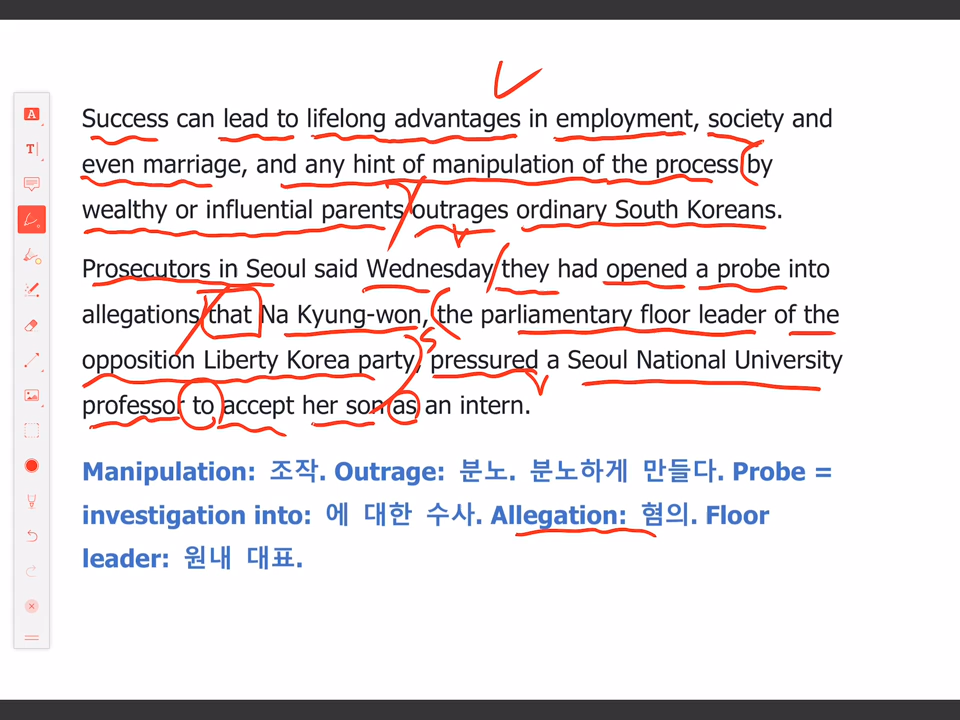 Success can lead to lifelong advantages in employment, society and
even marriage, and any hint of manipulation of the process by
wealthy or influential parents outrages ordinary South Koreans.
Prosecutors in Seoul said Wednesday they had opened a probe into
allegations that Na Kyung-won, the parliamentary floor leader of the
opposition Liberty Korea party, pressured a Seoul National University
professor to accept her son as an intern.
Manipulation: 조작. Outrage: 분노. 분노하게 만들다. Probe =
investigation into: 에 대한 수사. Allegation: 혐의. Floor
leader: 원내 대표.